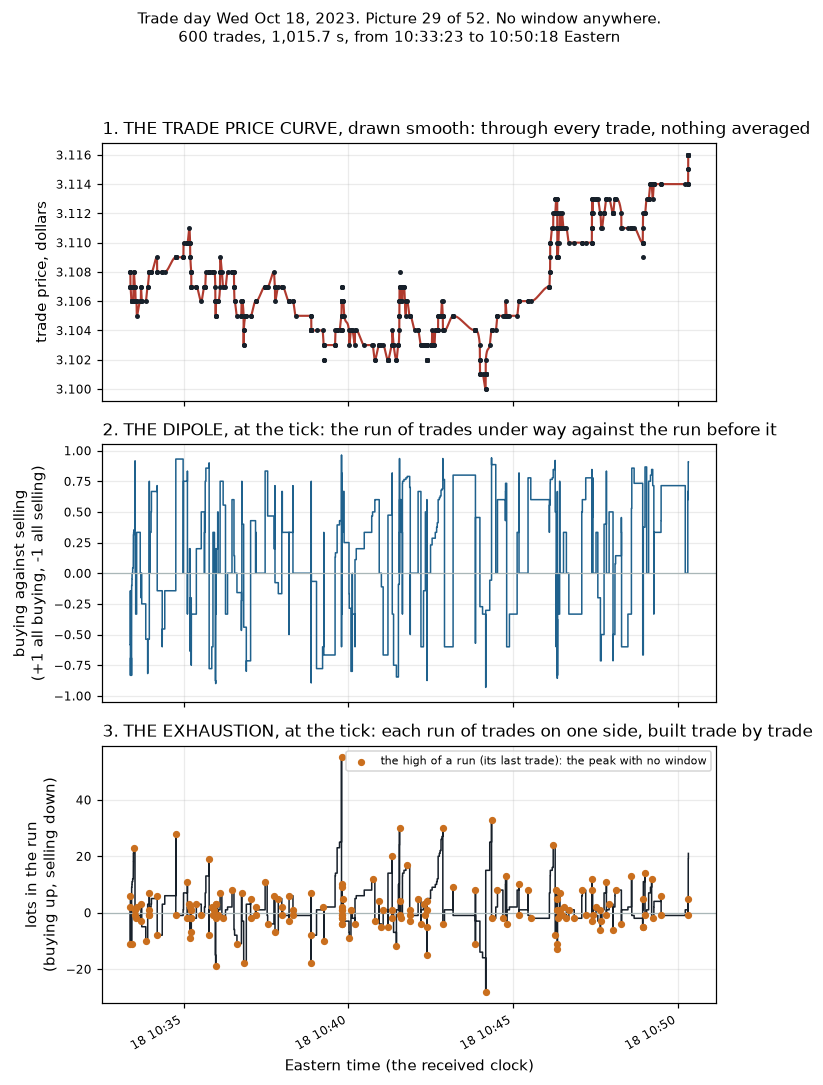 Trade day Wed Oct 18, 2023. Picture 29 of 52. No window anywhere.
600 trades, 1,015.7 s, from 10:33:23 to 10:50:18 Eastern
1. THE TRADE PRICE CURVE, drawn smooth: through every trade, nothing averaged
trade price, dollars
3.116
3.114
3.112
3.110
3.108
3.106
3.104
3.102
3.100
2. THE DIPOLE, at the tick: the run of trades under way against the run before it
buying against selling
(+1 all buying, -1 all selling)
1.00
0.75
0.50
0.25
0.00
−0.25
−0.50
−0.75
−1.00
3. THE EXHAUSTION, at the tick: each run of trades on one side, built trade by trade
the high of a run (its last trade): the peak with no window
lots in the run
(buying up, selling down)
40
20
0
−20
18 10:35
18 10:40
18 10:45
18 10:50
Eastern time (the received clock)